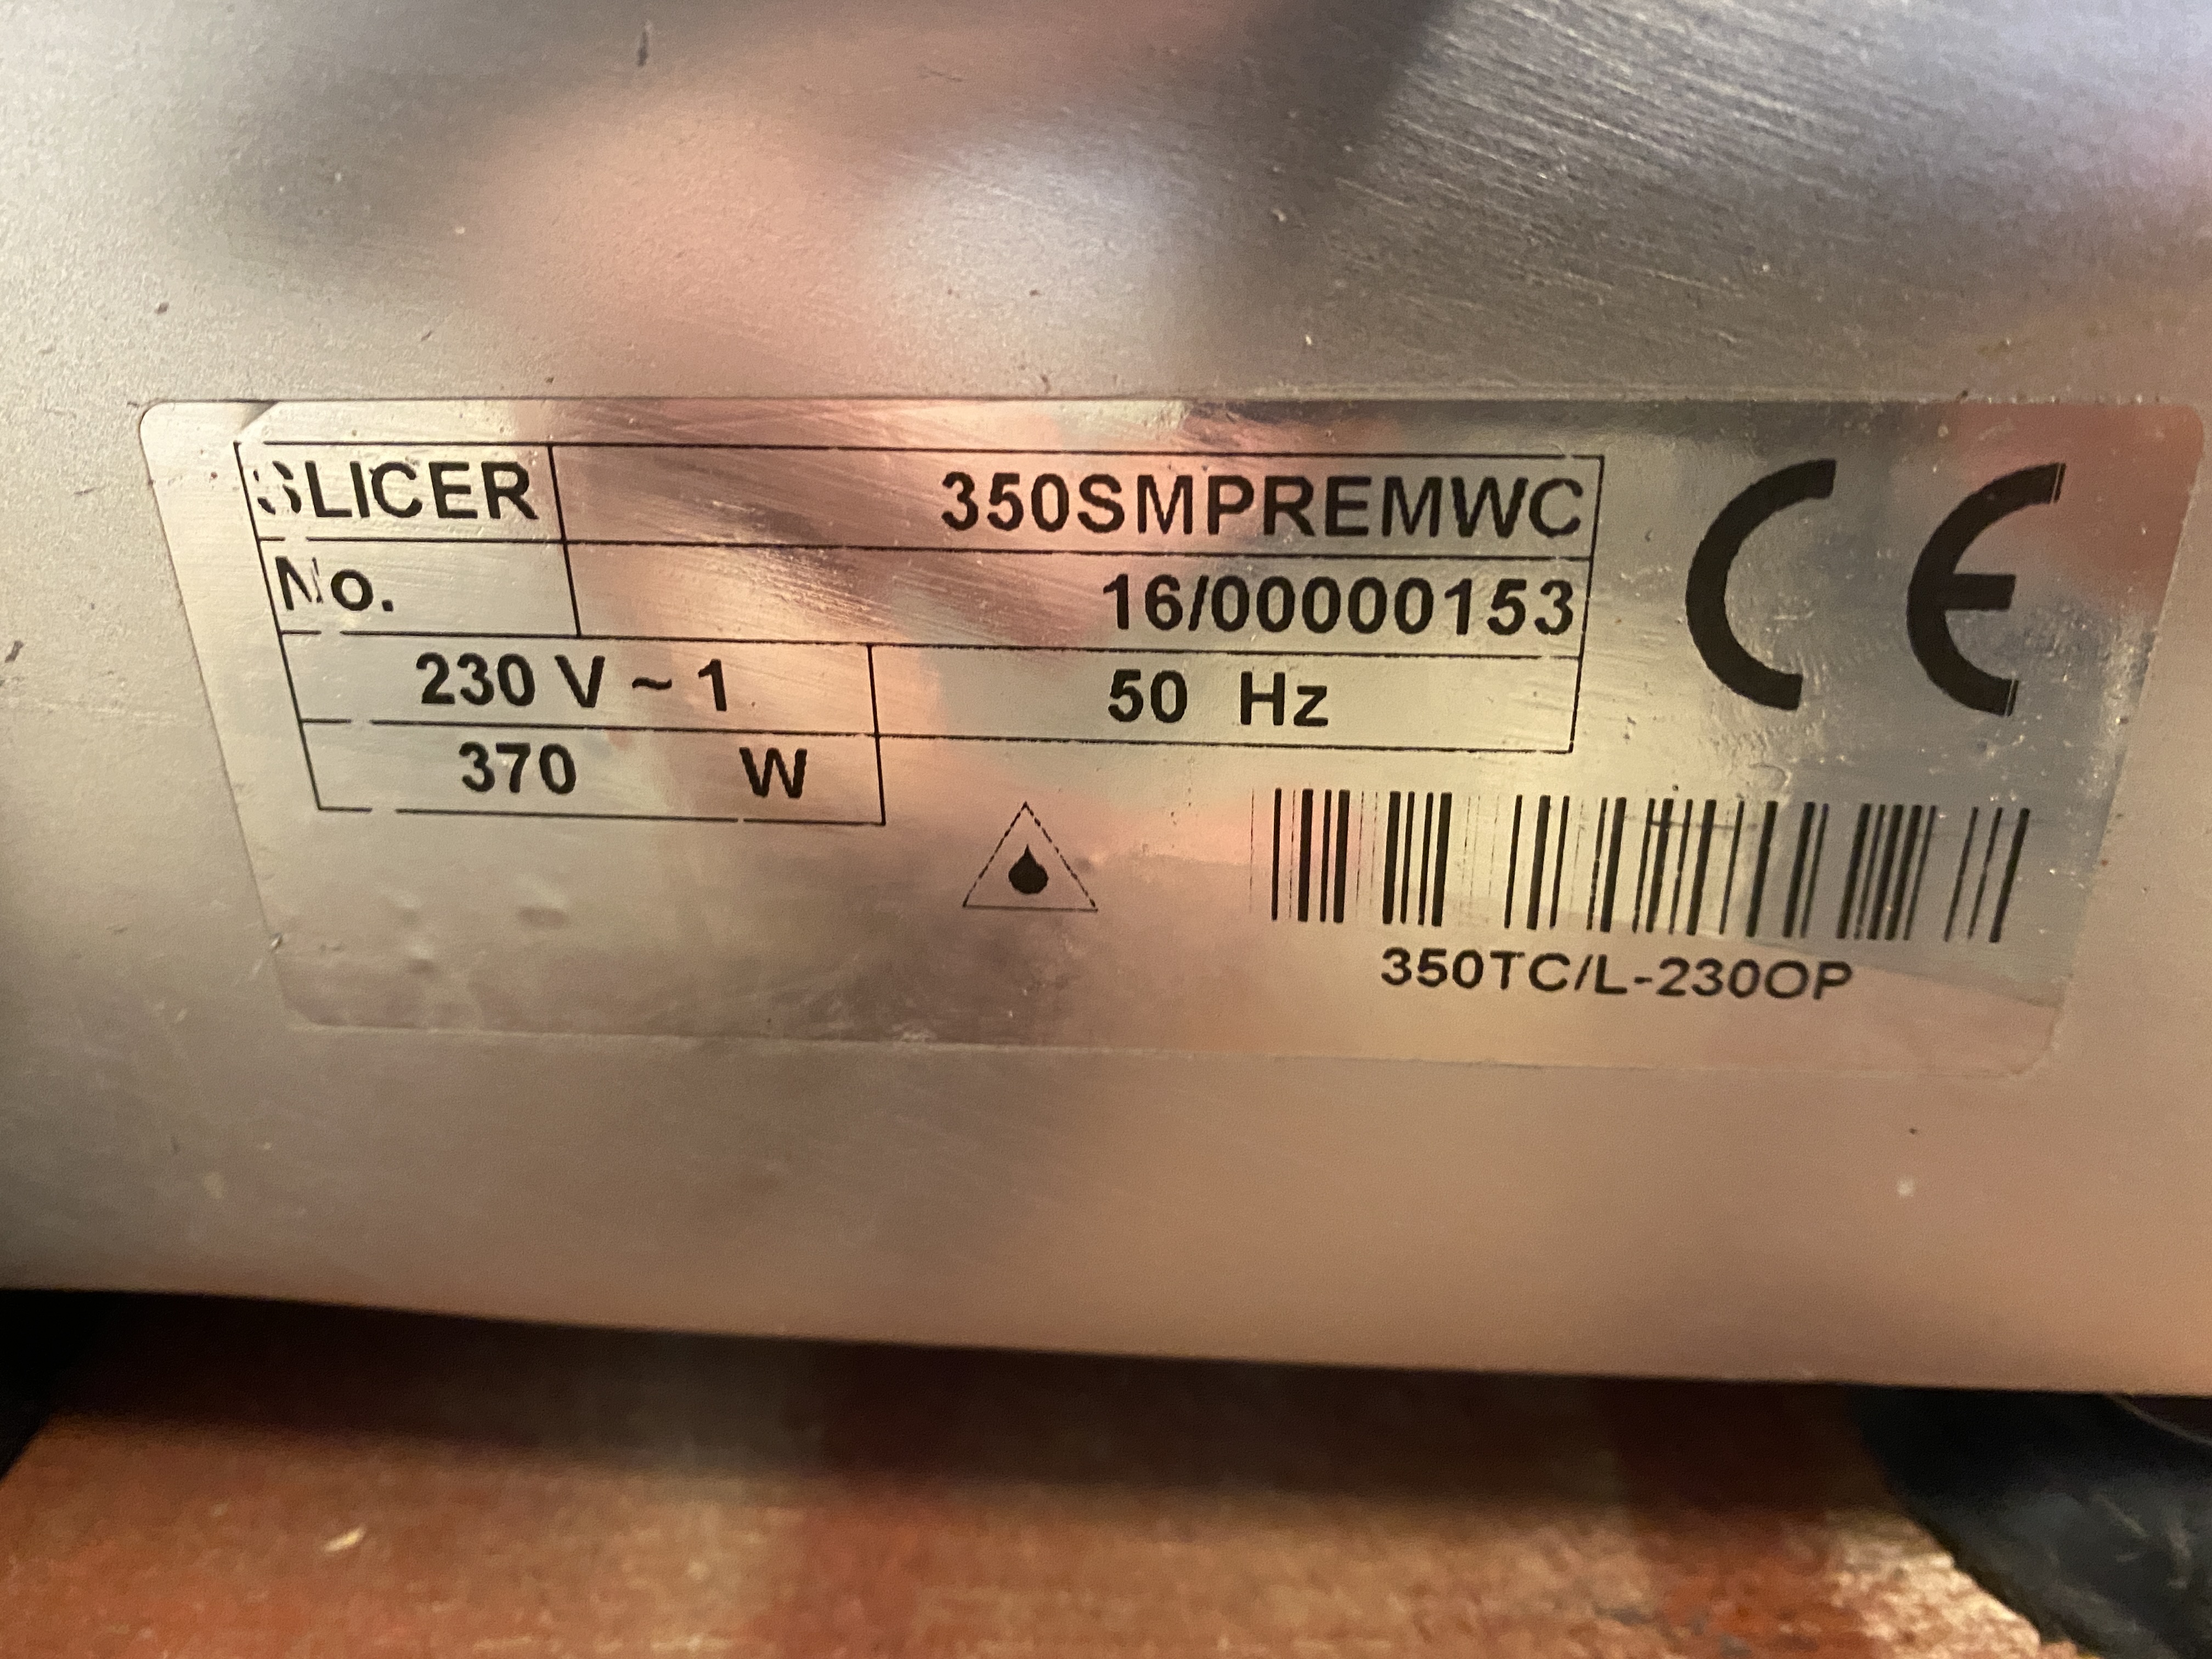 SLICER 350SMPREMWC
No. 16/00000153
230 V ~ 1 50 Hz
370 W
CE
350TC/L-230OP